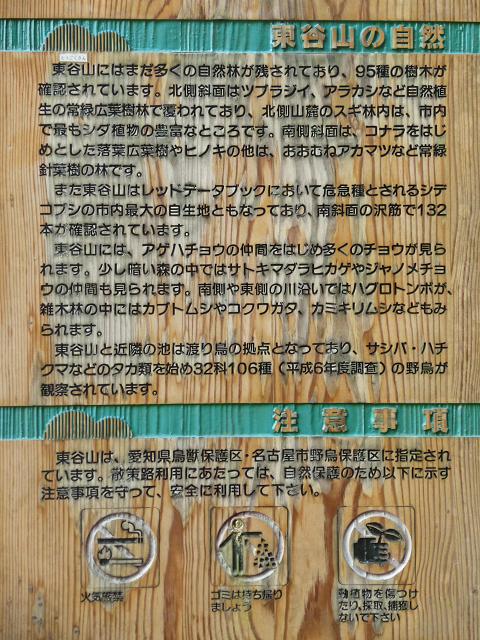 東谷山の自然
東谷山にはまだ多くの自然林が残されており、95種の樹木が
確認されています。北側斜面はツブラジイ、アラカシなど自然植
生の常緑広葉樹林で覆われており、北側山麓のスギ林内は、市内
で最もシダ植物の豊富なところです。南側斜面は、コナラをはじ
めとした落葉広葉樹やヒノキの他は、おおむねアカマツなど常緑
針葉樹の林です。
また東谷山はレッドデータブックにおいて危急種とされるシデ
コブシの市内最大の自生地ともなっており、南斜面の沢筋で132
本が確認されています。
東谷山には、アゲハチョウの仲間をはじめ多くのチョウが見ら
れます。少し暗い森の中ではサトキマダラヒカゲやジャノメチョ
ウの仲間も見られます。南側や東側の川沿いではハグロトンボが、
雑木林の中にはカブトムシやコクワガタ、カミキリムシなどもみ
られます。
東谷山と近隣の池は渡り鳥の拠点となっており、サシバ・ハチ
クマなどのタカ類を始め32科106種（平成6年度調査）の野鳥が
観察されています。
注意事項
東谷山は、愛知県鳥獣保護区・名古屋市野鳥保護区に指定され
ています。散策路利用にあたっては、自然保護のため以下に示す
注意事項を守って、安全に利用して下さい。
火気厳禁
ゴミは持ち帰り
ましょう
動植物を傷つけ
たり、採取、捕獲し
ないで下さい